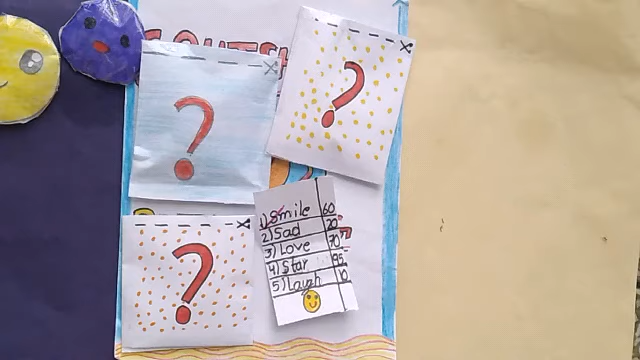 ?
?
1) Smile 60
2) Sad 20
3) Love 70
4) Star 95
5) Laugh 10
?